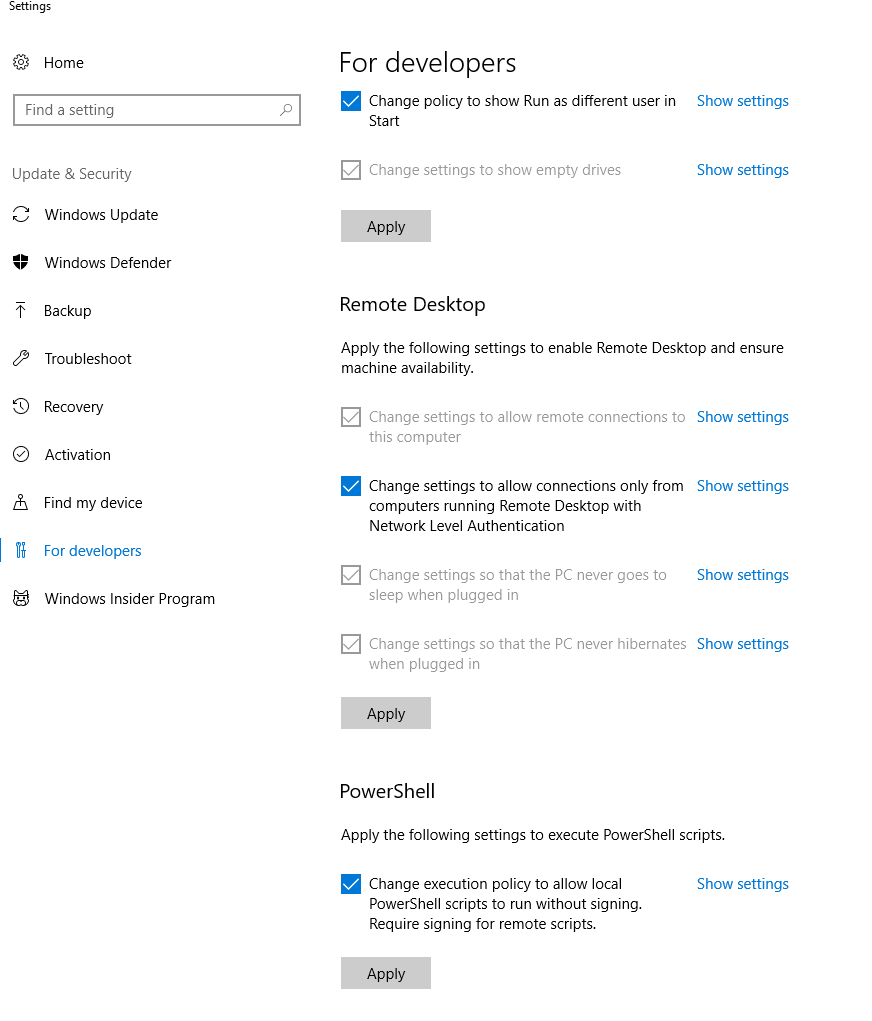 Settings
Home
Find a setting
Update & Security
Windows Update
Windows Defender
Backup
Troubleshoot
Recovery
Activation
Find my device
For developers
Windows Insider Program
For developers
Change policy to show Run as different user in
Start
Show settings
Change settings to show empty drives
Show settings
Apply
Remote Desktop
Apply the following settings to enable Remote Desktop and ensure
machine availability.
Change settings to allow remote connections to
this computer
Show settings
Change settings to allow connections only from
computers running Remote Desktop with
Network Level Authentication
Show settings
Change settings so that the PC never goes to
sleep when plugged in
Show settings
Change settings so that the PC never hibernates
when plugged in
Show settings
Apply
PowerShell
Apply the following settings to execute PowerShell scripts.
Change execution policy to allow local
PowerShell scripts to run without signing.
Require signing for remote scripts.
Show settings
Apply